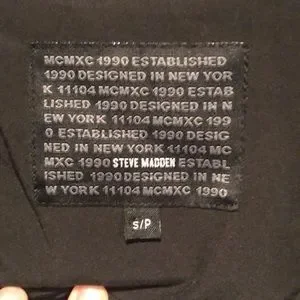 MCMXC 1990 ESTABLISHED
1990 DESIGNED IN NEW YOR
K 11104 MCMXC 1990 ESTAB
LISHED 1990 DESIGNED IN N
EW YORK 11104 MCMXC 199
0 ESTABLISHED 1990 DESIG
NED IN NEW YORK 11104 MC
MXC 1990 STEVE MADDEN ESTABL
ISHED 1990 DESIGNED IN NE
W YORK 11104 MCMXC 1990
S/P